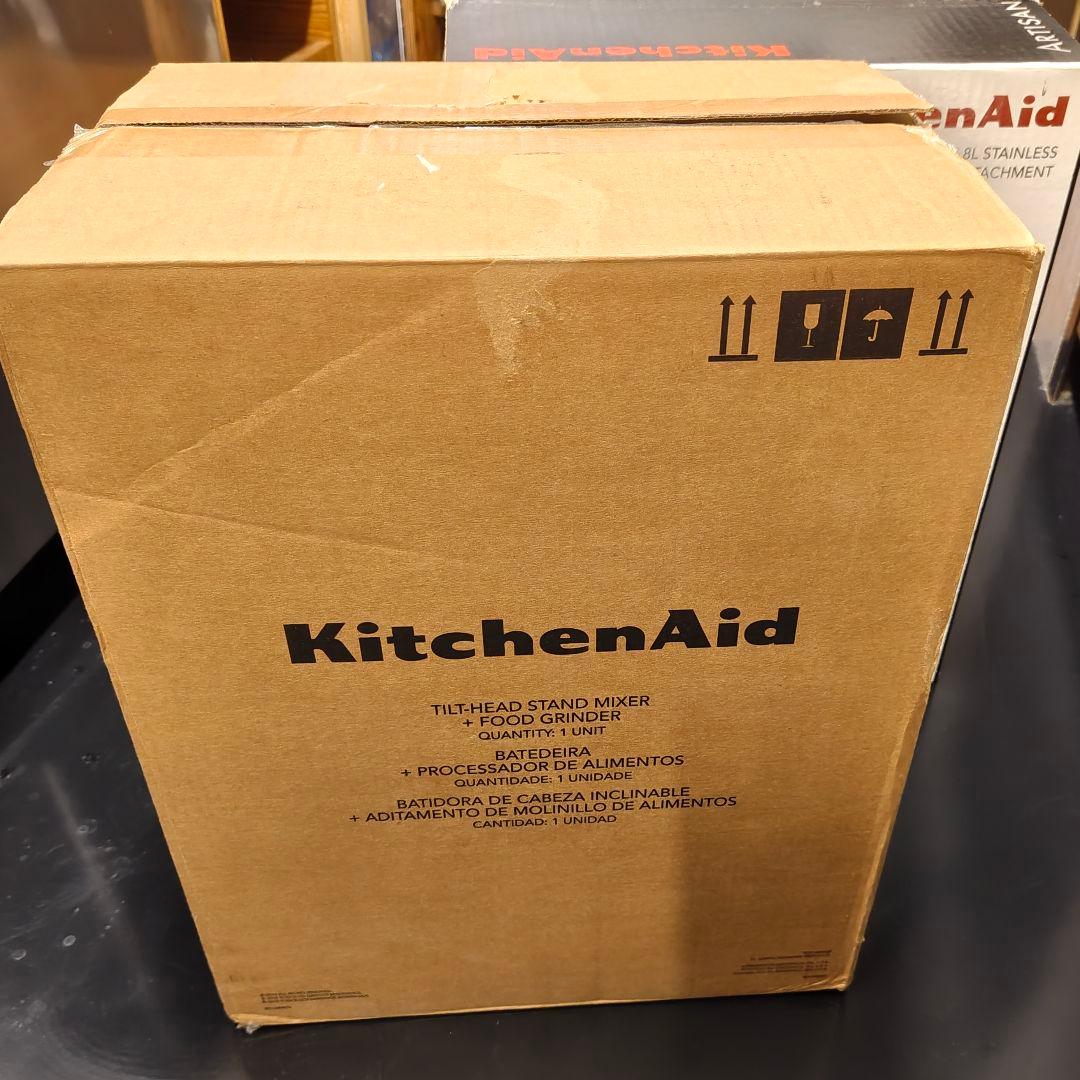 KitchenAid
ARTISAN
enAid
8L STAINLESS
TACHMENT
KitchenAid
TILT-HEAD STAND MIXER
+ FOOD GRINDER
QUANTITY: 1 UNIT
BATEDEIRA
+ PROCESSADOR DE ALIMENTOS
QUANTIDADE: 1 UNIDADE
BATIDORA DE CABEZA INCLINABLE
+ ADITAMENTO DE MOLINILLO DE ALIMENTOS
CANTIDAD: 1 UNIDAD